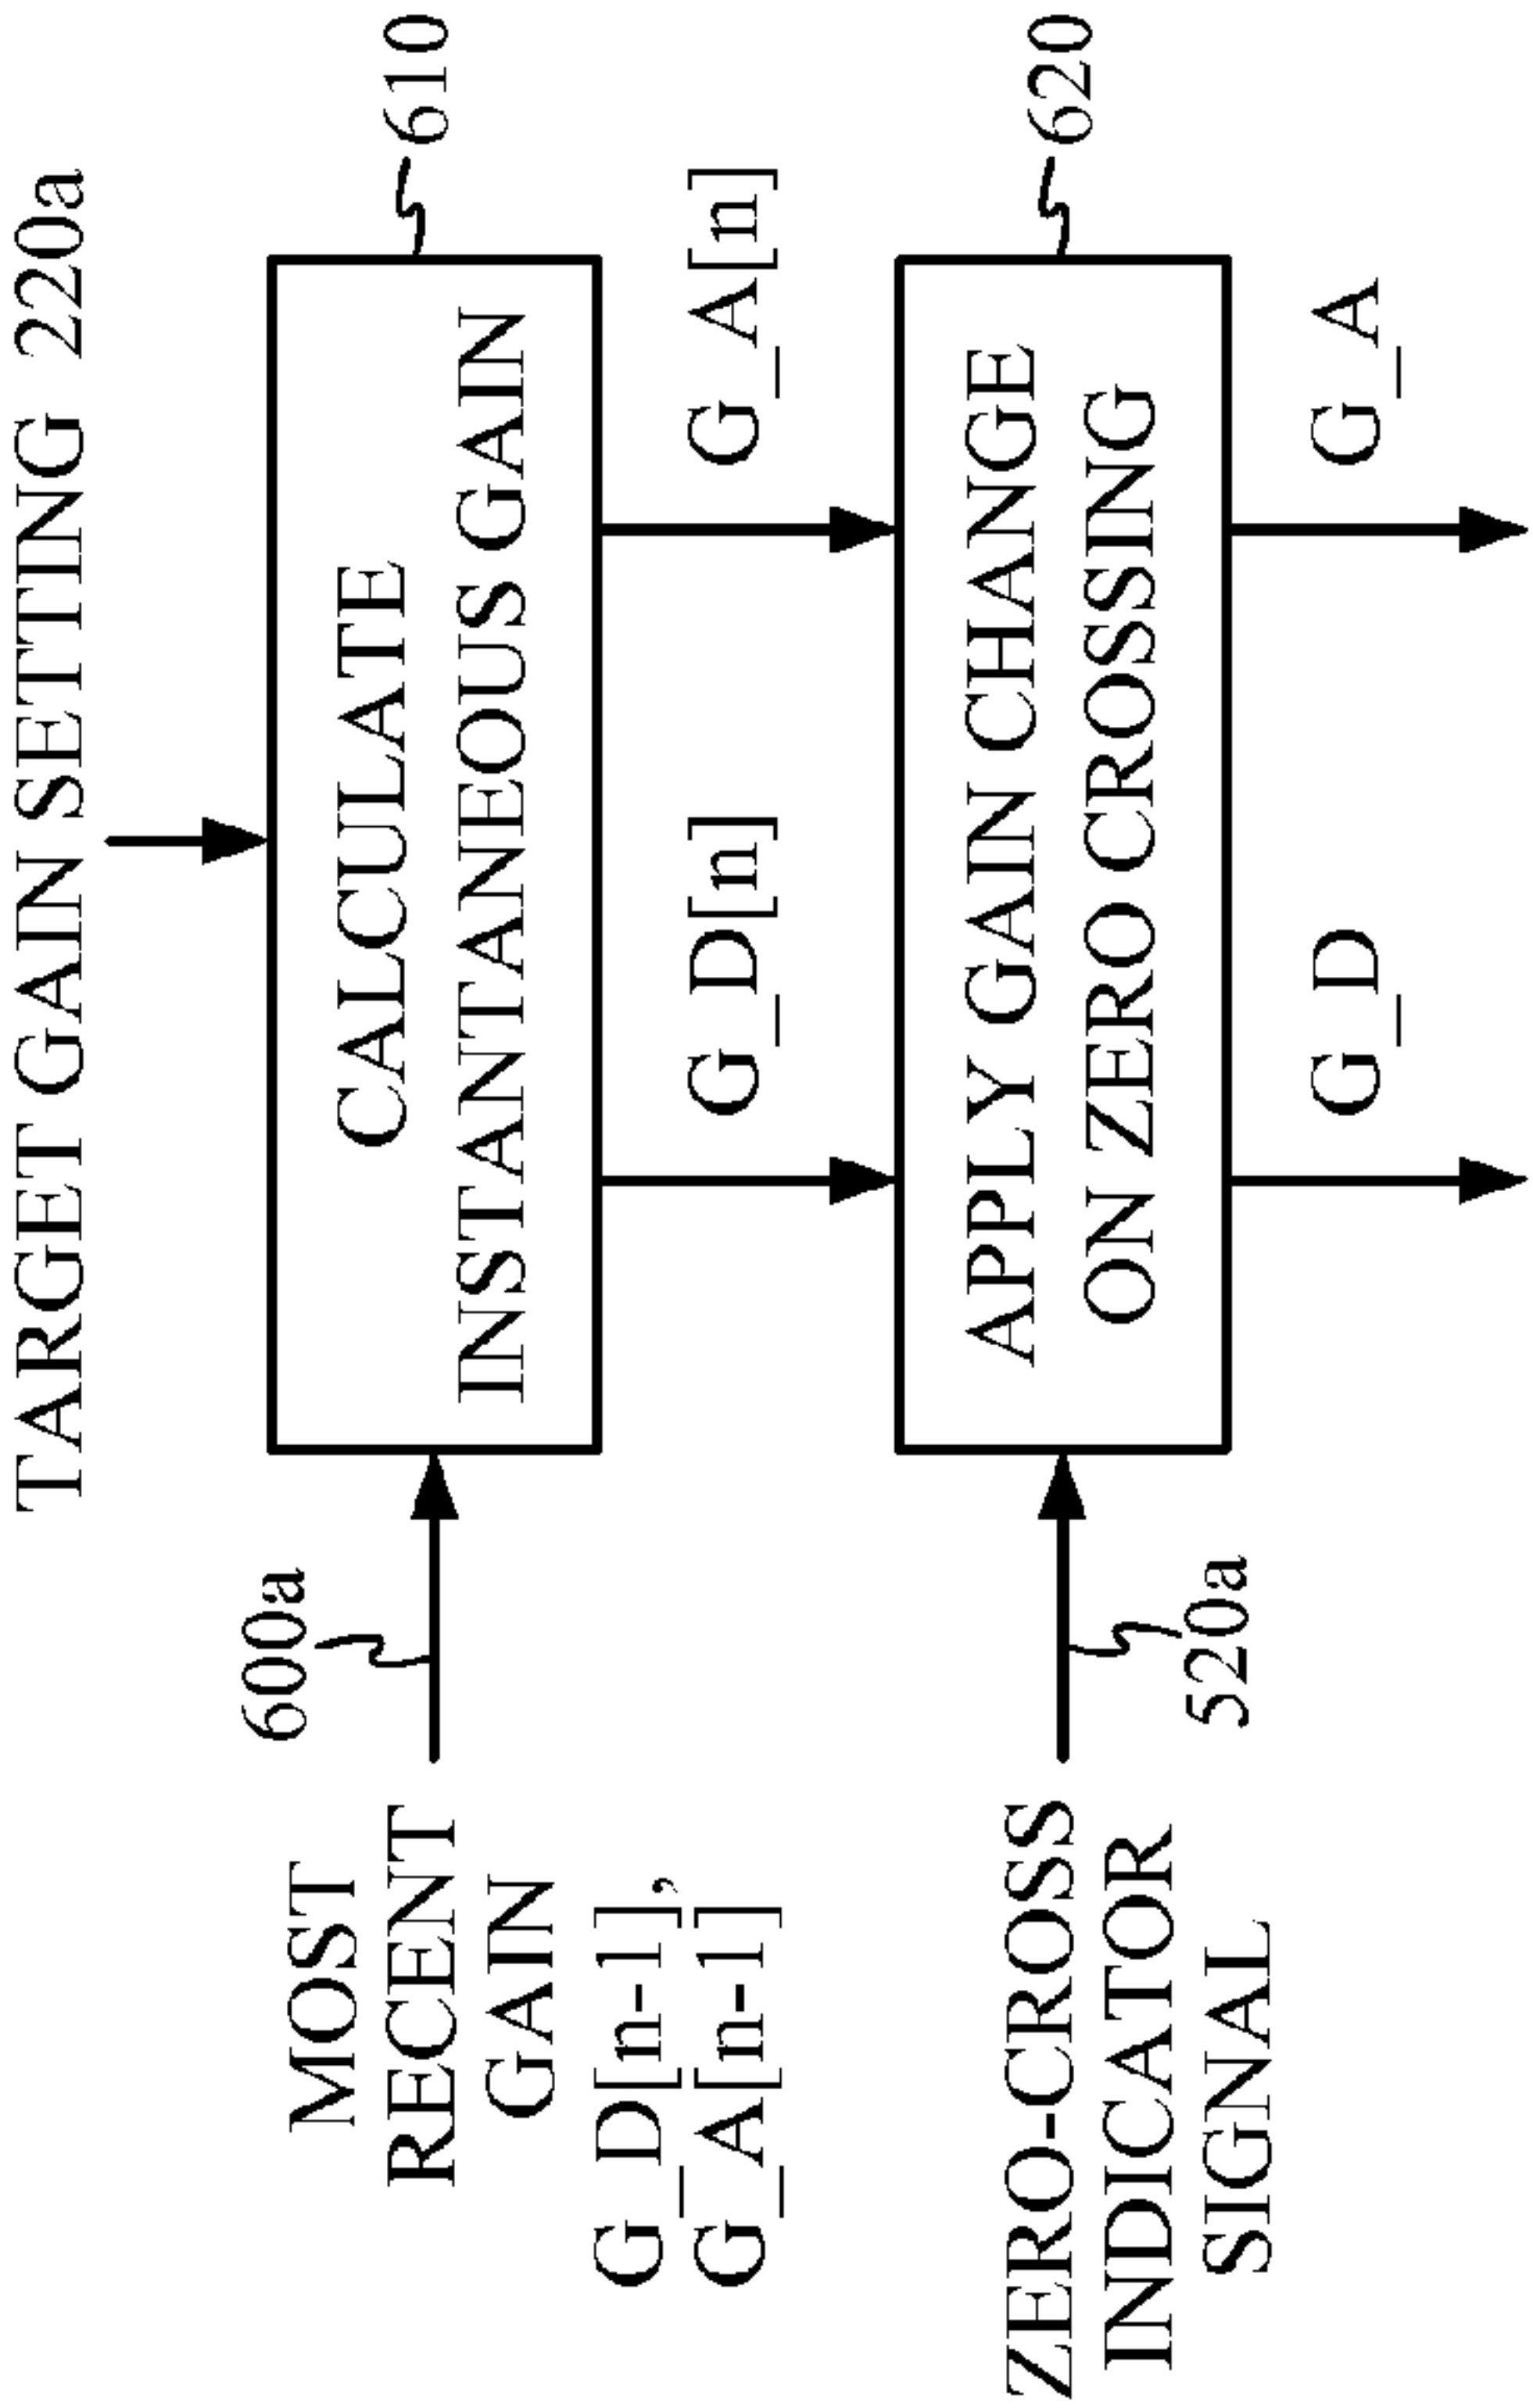 TARGET GAIN SETTING 220a
600a
MOST
RECENT
GAIN
G_D[n-1],
G_A[n-1]
CALCULATE
INSTANTANEOUS GAIN
610
G_D[n]
G_A[n]
ZERO-CROSS
INDICATOR
SIGNAL
520a
APPLY GAIN CHANGE
ON ZERO CROSSING
620
G_D
G_A